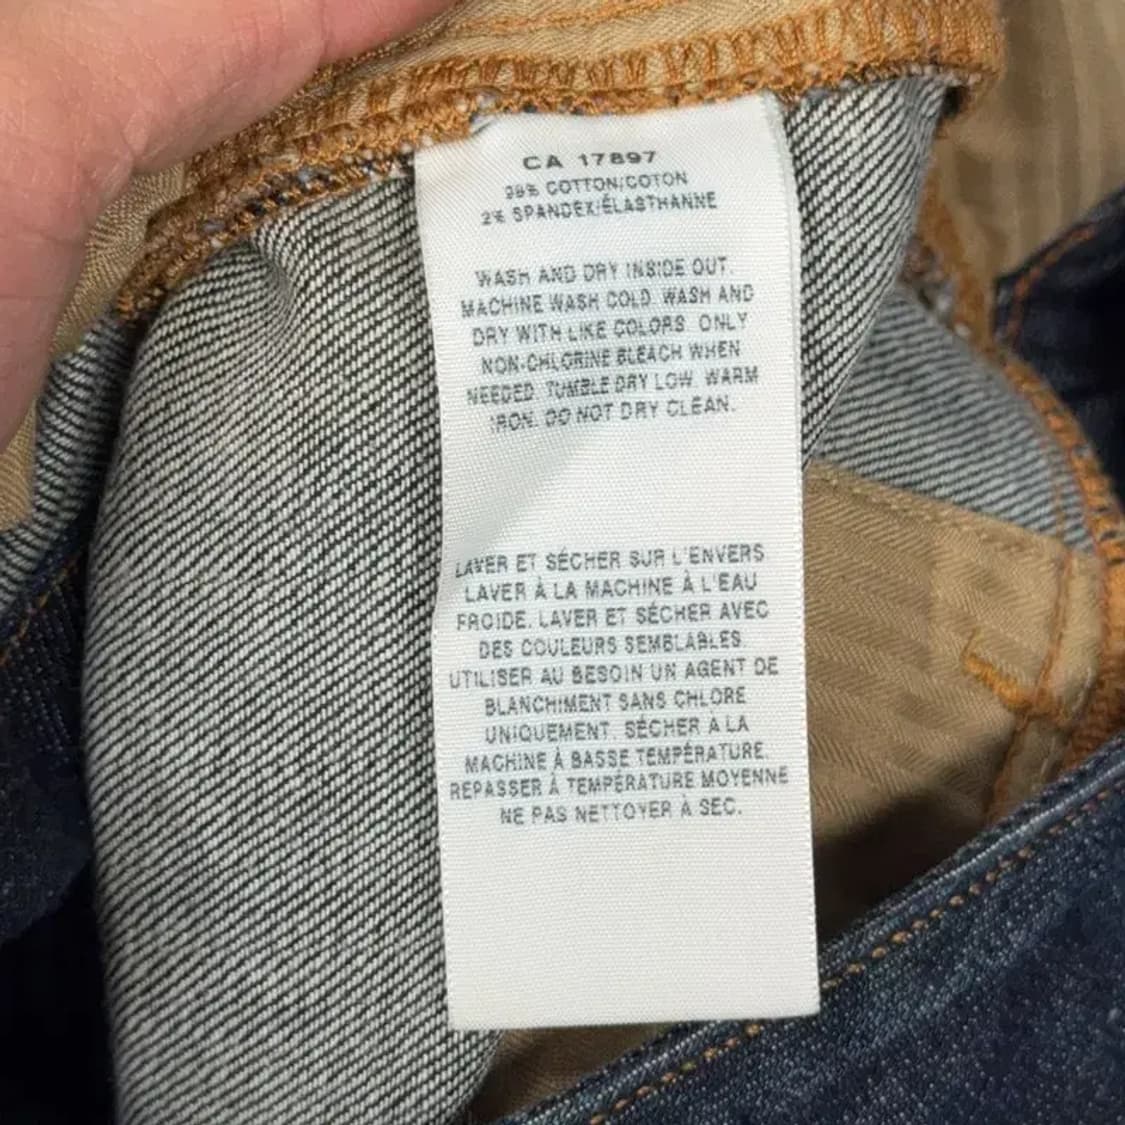 CA 17897
98% COTTON/COTON
2% SPANDEX/ÉLASTHANNE
WASH AND DRY INSIDE OUT.
MACHINE WASH COLD. WASH AND
DRY WITH LIKE COLORS. ONLY
NON-CHLORINE BLEACH WHEN
NEEDED. TUMBLE DRY LOW. WARM
IRON. DO NOT DRY CLEAN.
LAVER ET SÉCHER SUR L'ENVERS
LAVER À LA MACHINE À L'EAU
FROIDE. LAVER ET SÉCHER AVEC
DES COULEURS SEMBLABLES.
UTILISER AU BESOIN UN AGENT DE
BLANCHIMENT SANS CHLORE
UNIQUEMENT. SÉCHER À LA
MACHINE À BASSE TEMPÉRATURE.
REPASSER À TEMPÉRATURE MOYENNE
NE PAS NETTOYER À SEC.